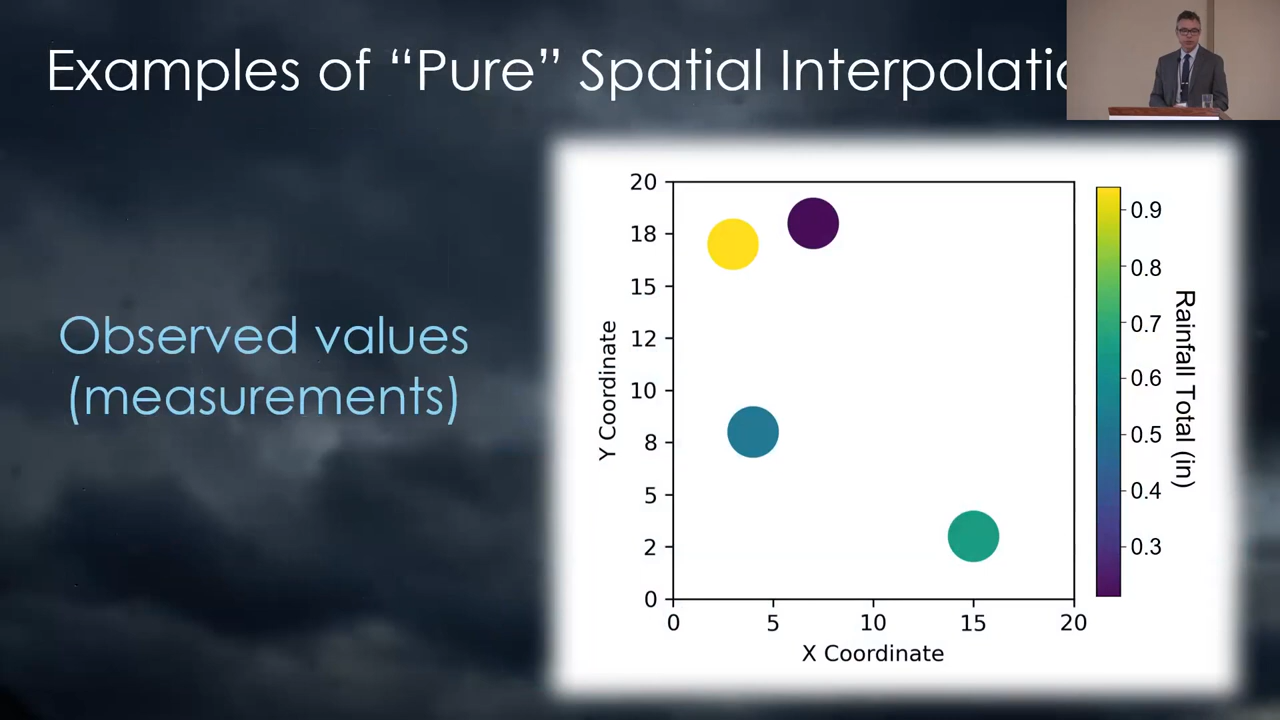 Examples of “Pure” Spatial Interpolatio
Observed values
(measurements)
20
18
15
12
10
8
5
2
0
Y Coordinate
0 5 10 15 20
X Coordinate
0.9
0.8
0.7
0.6
0.5
0.4
0.3
Rainfall Total (in)